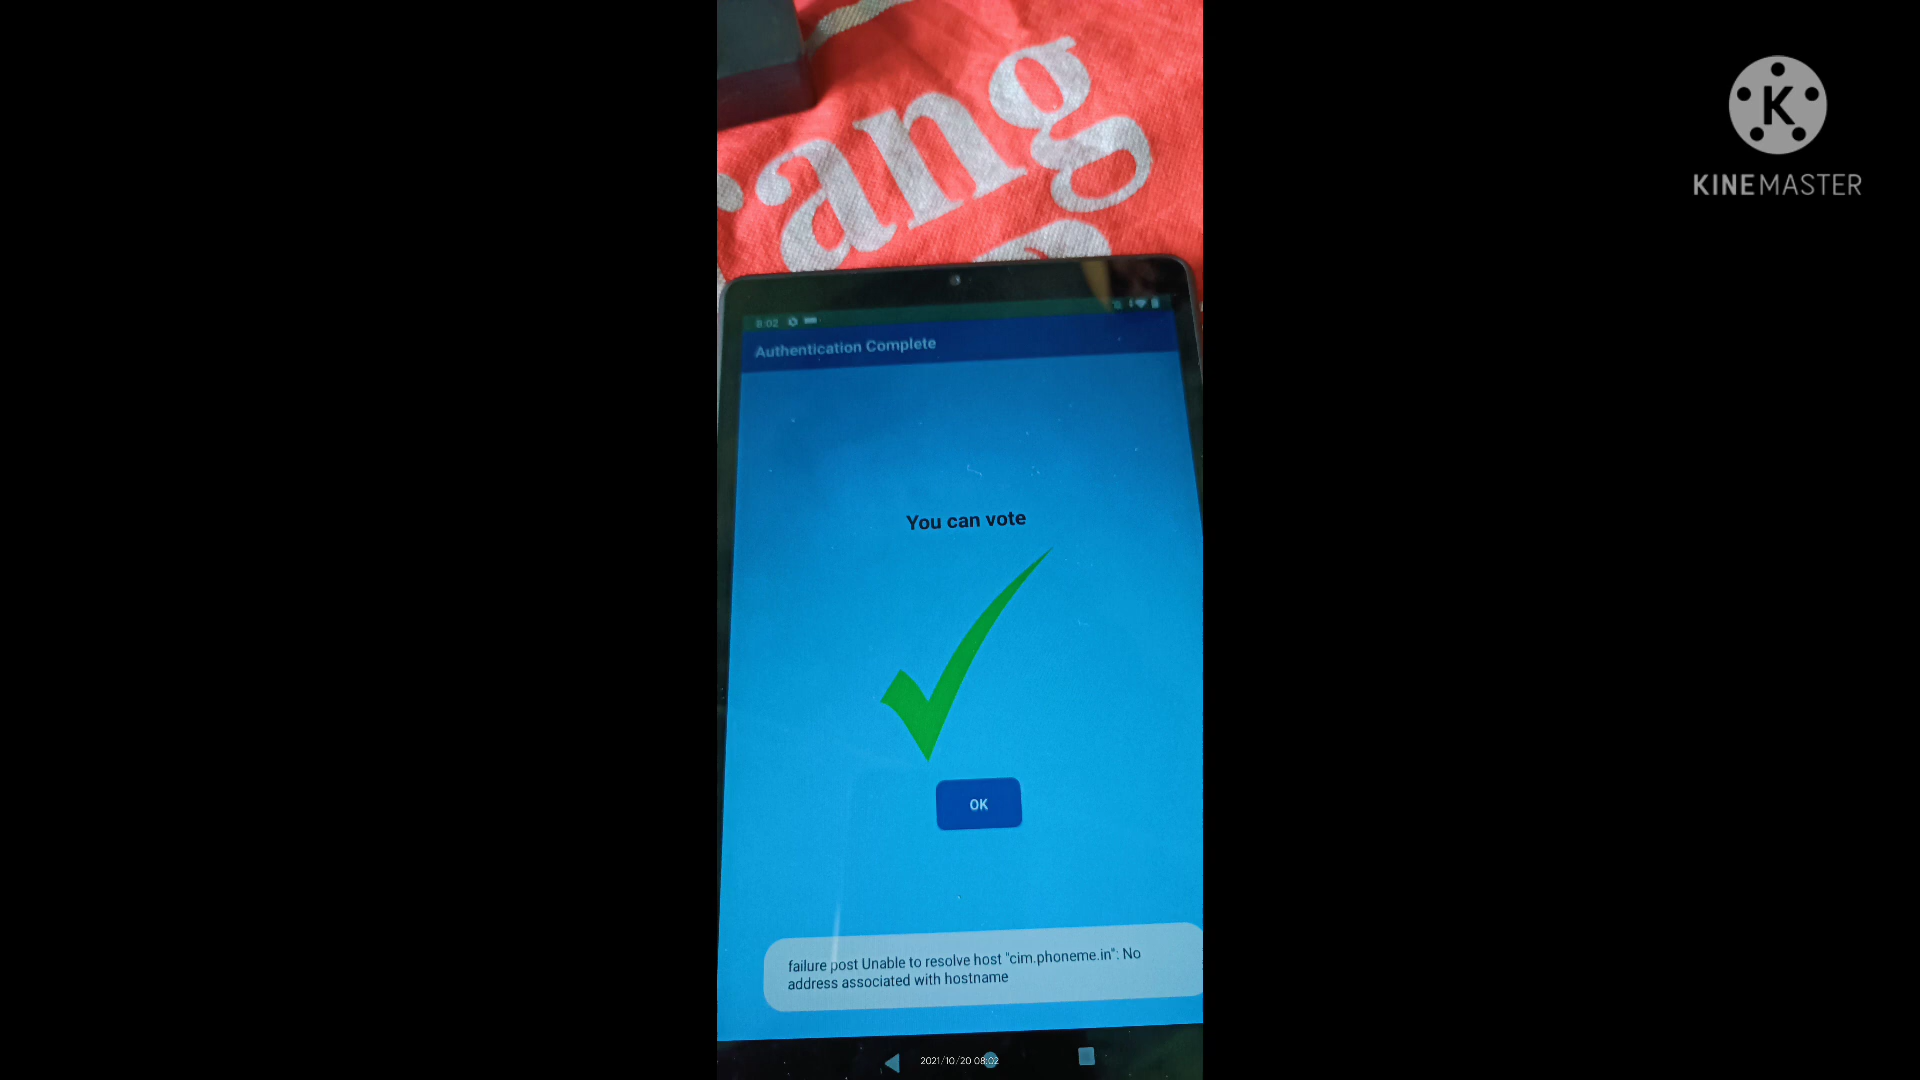 ang
KINEMASTER
8:02
Authentication Complete
You can vote
OK
failure post Unable to resolve host "cim.phoneme.in": No
address associated with hostname
2021/10/20 08:02